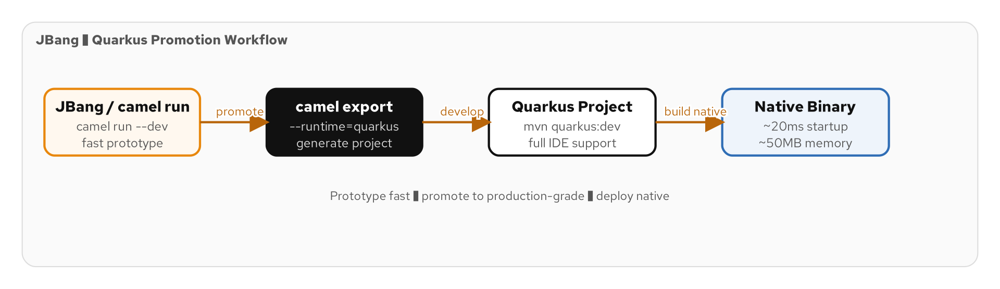 JBang ▮ Quarkus Promotion Workflow
JBang / camel run
camel run --dev
fast prototype
promote
camel export
--runtime=quarkus
generate project
develop
Quarkus Project
mvn quarkus:dev
full IDE support
build native
Native Binary
~20ms startup
~50MB memory
Prototype fast ▮ promote to production-grade ▮ deploy native